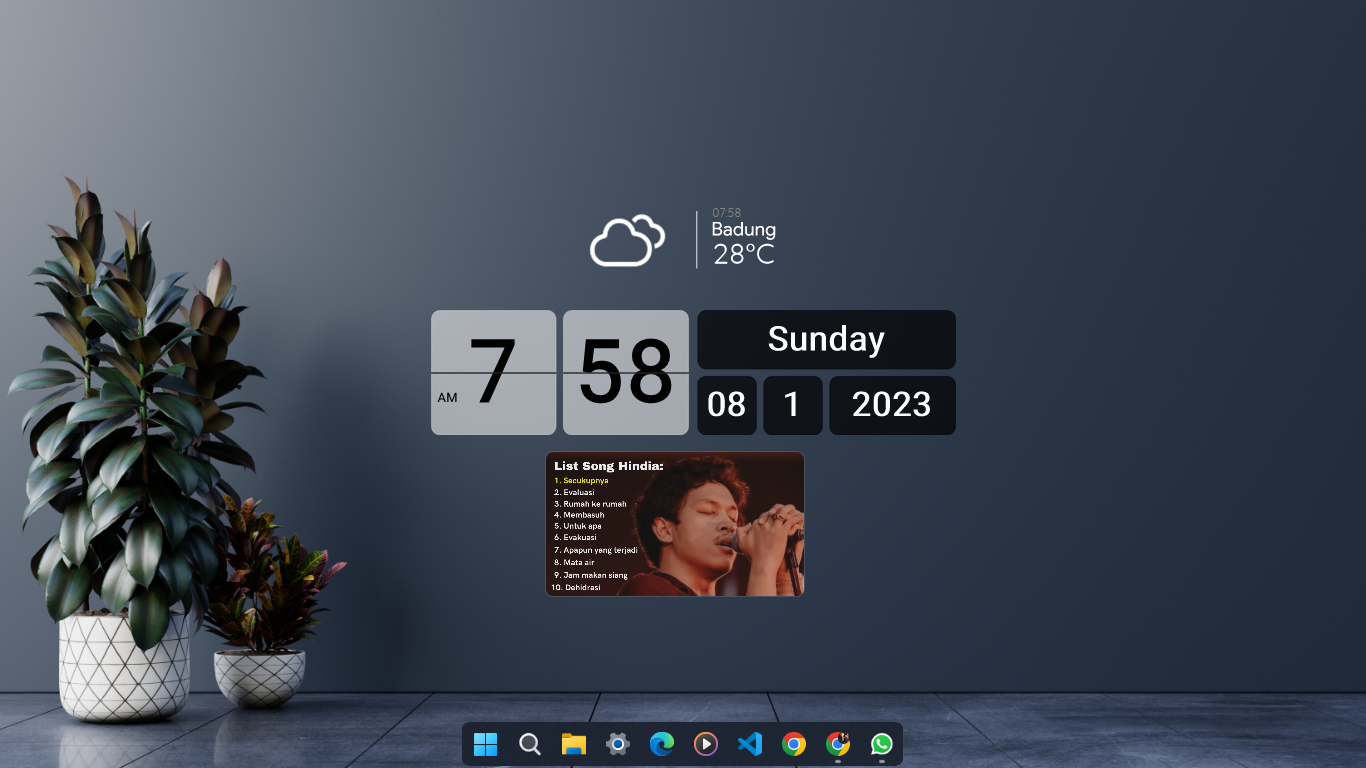 07:58
Badung
28°C
7
AM
58
Sunday
08
1
2023
List Song Hindia:
1. Secukupnya
2. Evaluasi
3. Rumah ke rumah
4. Membasuh
5. Untuk apa
6. Evakuasi
7. Apapun yang terjadi
8. Mata air
9. Jam makan siang
10. Dehidrasi